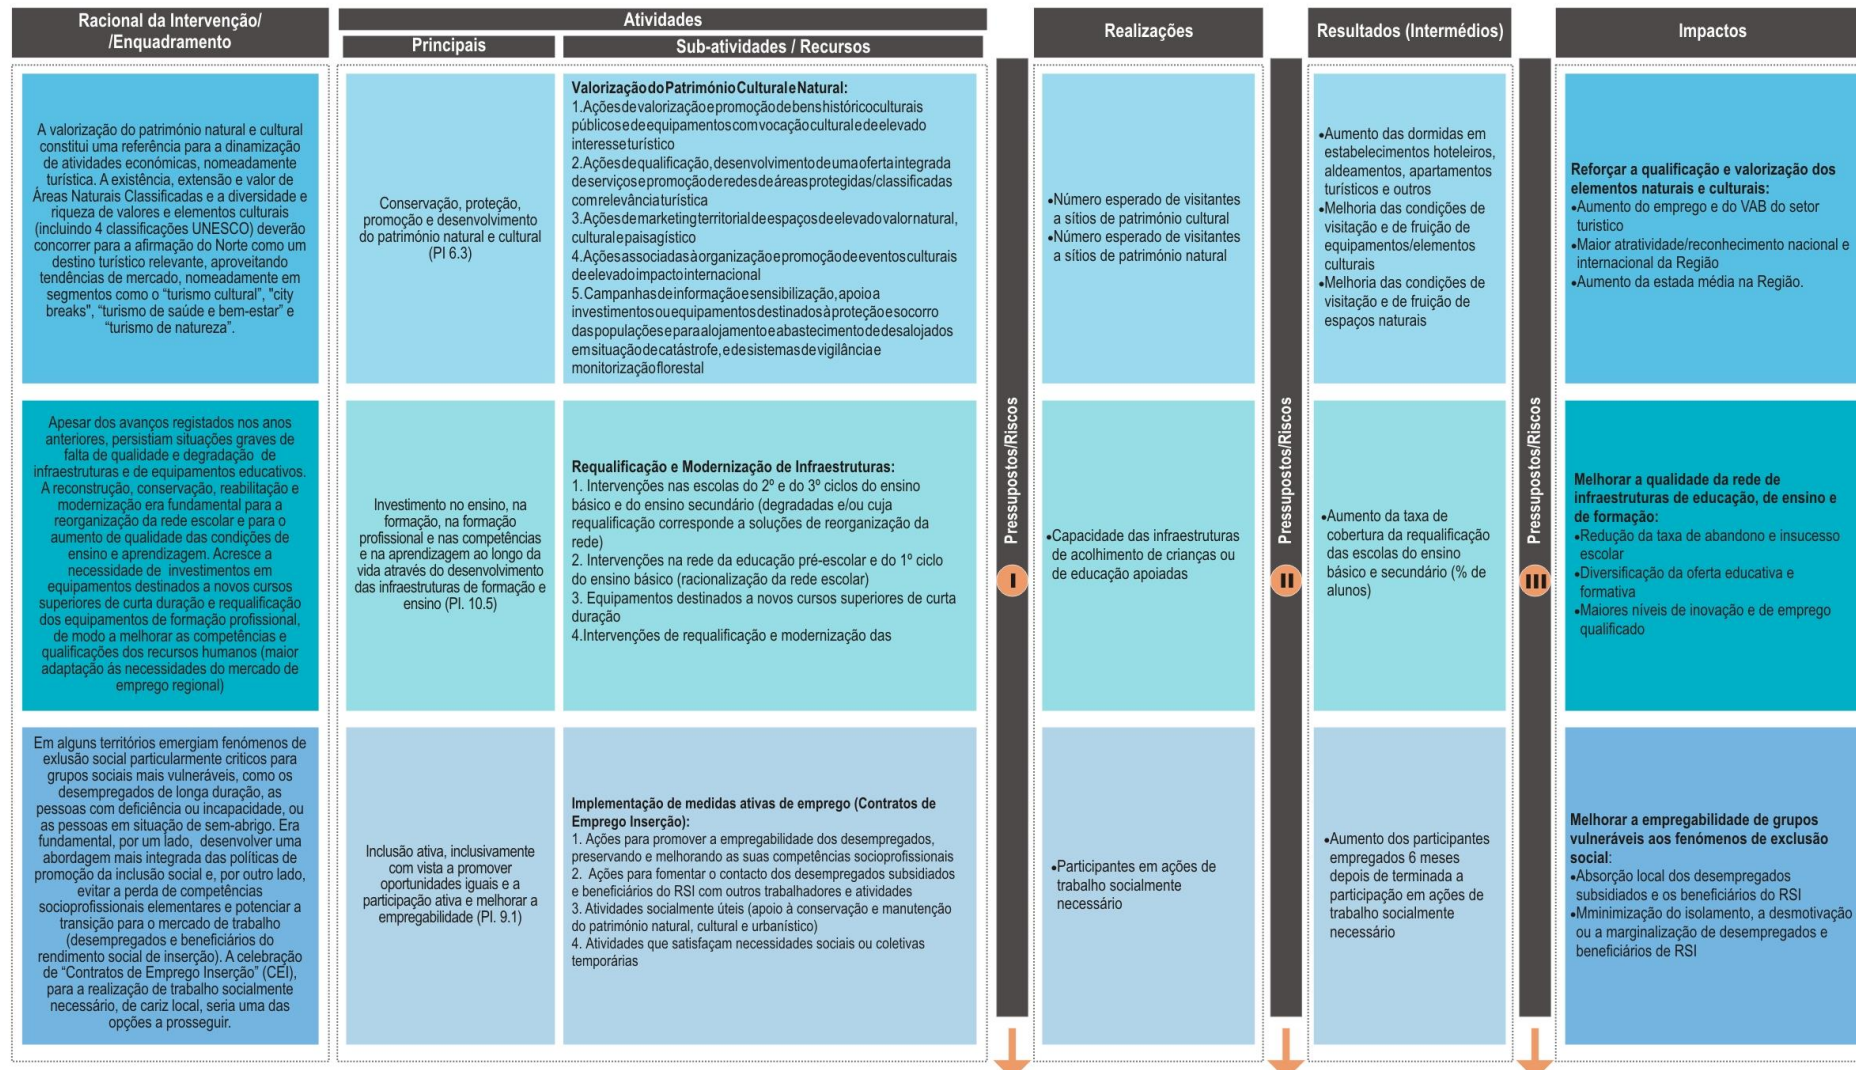 Racional da Intervenção/
/Enquadramento
Atividades
Principais
Sub-atividades / Recursos
Realizações
Resultados (Intermédios)
Impactos
A valorização do património natural e cultural
constitui uma referência para a dinamização
de atividades económicas, nomeadamente
turística. A existência, extensão e valor de
Áreas Naturais Classificadas e a diversidade e
riqueza de valores e elementos culturais
(incluindo 4 classificações UNESCO) deverão
concorrer para a afirmação do Norte como um
destino turístico relevante, aproveitando
tendências de mercado, nomeadamente em
segmentos como o “turismo cultural”, "city
breaks", “turismo de saúde e bem-estar” e
“turismo de natureza”.
Conservação, proteção,
promoção e desenvolvimento
do património natural e cultural
(PI 6.3)
Valorização do Património Cultural e Natural:
1. Ações de valorização e promoção de bens históricoculturais
públicos e de equipamentos com vocação cultural e de elevado
interesse turístico
2. Ações de qualificação, desenvolvimento de uma oferta integrada
de serviços e promoção de redes de áreas protegidas/classificadas
com relevância turística
3. Ações de marketing territorial de espaços de elevado valor natural,
cultural e paisagístico
4. Ações associadas à organização e promoção de eventos culturais
de elevado impacto internacional
5. Campanhas de informação e sensibilização, apoio a
investimentos ou equipamentos destinados à proteção e socorro
das populações e para alojamento e abastecimento de desalojados
em situação de catástrofe, e de sistemas de vigilância e
monitorização florestal
•Número esperado de visitantes
a sítios de património cultural
•Número esperado de visitantes
a sítios de património natural
•Aumento das dormidas em
estabelecimentos hoteleiros,
aldeamentos, apartamentos
turísticos e outros
•Melhoria das condições de
visitação e de fruição de
equipamentos/elementos
culturais
•Melhoria das condições de
visitação e de fruição de
espaços naturais
Reforçar a qualificação e valorização dos
elementos naturais e culturais:
•Aumento do emprego e do VAB do setor
turistico
•Maior atratividade/reconhecimento nacional e
internacional da Região
•Aumento da estada média na Região.
Apesar dos avanços registados nos anos
anteriores, persistiam situações graves de
falta de qualidade e degradação de
infraestruturas e de equipamentos educativos.
A reconstrução, conservação, reabilitação e
modernização era fundamental para a
reorganização da rede escolar e para o
aumento de qualidade das condições de
ensino e aprendizagem. Acresce a
necessidade de investimentos em
equipamentos destinados a novos cursos
superiores de curta duração e requalificação
dos equipamentos de formação profissional,
de modo a melhorar as competências e
qualificações dos recursos humanos (maior
adaptação ás necessidades do mercado de
emprego regional)
Investimento no ensino, na
formação, na formação
profissional e nas competências
e na aprendizagem ao longo da
vida através do desenvolvimento
das infraestruturas de formação e
ensino (PI. 10.5)
Requalificação e Modernização de Infraestruturas:
1. Intervenções nas escolas do 2º e do 3º ciclos do ensino
básico e do ensino secundário (degradadas e/ou cuja
requalificação corresponde a soluções de reorganização da
rede)
2. Intervenções na rede da educação pré-escolar e do 1º ciclo
do ensino básico (racionalização da rede escolar)
3. Equipamentos destinados a novos cursos superiores de curta
duração
4.Intervenções de requalificação e modernização das
Pressupostos/Riscos
I
•Capacidade das infraestruturas
de acolhimento de crianças ou
de educação apoiadas
Pressupostos/Riscos
II
•Aumento da taxa de
cobertura da requalificação
das escolas do ensino
básico e secundário (% de
alunos)
Pressupostos/Riscos
III
Melhorar a qualidade da rede de
infraestruturas de educação, de ensino e
de formação:
•Redução da taxa de abandono e insucesso
escolar
•Diversificação da oferta educativa e
formativa
•Maiores níveis de inovação e de emprego
qualificado
Em alguns territórios emergiam fenómenos de
exlusão social particularmente criticos para
grupos sociais mais vulneráveis, como os
desempregados de longa duração, as
pessoas com deficiência ou incapacidade, ou
as pessoas em situação de sem-abrigo. Era
fundamental, por um lado, desenvolver uma
abordagem mais integrada das políticas de
promoção da inclusão social e, por outro lado,
evitar a perda de competências
socioprofissionais elementares e potenciar a
transição para o mercado de trabalho
(desempregados e beneficiários do
rendimento social de inserção). A celebração
de “Contratos de Emprego Inserção” (CEI),
para a realização de trabalho socialmente
necessário, de cariz local, seria uma das
opções a prosseguir.
Inclusão ativa, inclusivamente
com vista a promover
oportunidades iguais e a
participação ativa e melhorar a
empregabilidade (PI. 9.1)
Implementação de medidas ativas de emprego (Contratos de
Emprego Inserção):
1. Ações para promover a empregabilidade dos desempregados,
preservando e melhorando as suas competências socioprofissionais
2. Ações para fomentar o contacto dos desempregados subsidiados
e beneficiários do RSI com outros trabalhadores e atividades
3. Atividades socialmente úteis (apoio à conservação e manutenção
do património natural, cultural e urbanístico)
4. Atividades que satisfaçam necessidades sociais ou coletivas
temporárias
•Participantes em ações de
trabalho socialmente
necessário
•Aumento dos participantes
empregados 6 meses
depois de terminada a
participação em ações de
trabalho socialmente
necessário
Melhorar a empregabilidade de grupos
vulneráveis aos fenómenos de exclusão
social:
•Absorção local dos desempregados
subsidiados e os beneficiários do RSI
•Mminimização do isolamento, a desmotivação
ou a marginalização de desempregados e
beneficiários de RSI